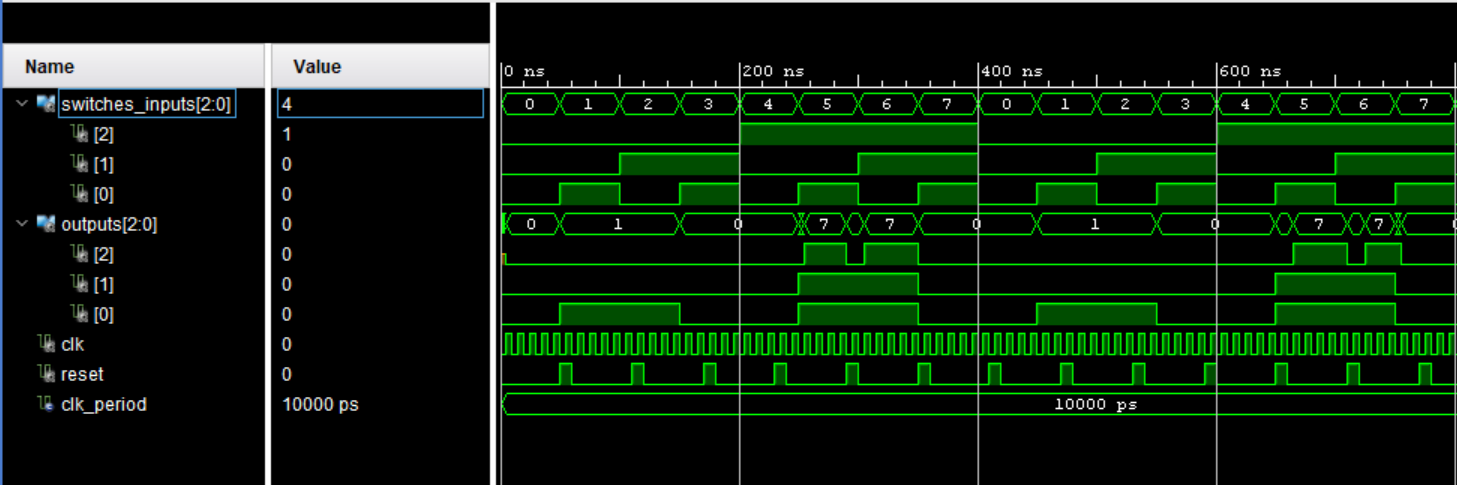 Name Value
0 ns 200 ns 400 ns 600 ns
switches_inputs[2:0] 4 0 1 2 3 4 5 6 7 0 1 2 3 4 5 6 7
[2] 1
[1] 0
[0] 0
outputs[2:0] 0 0 1 0 7 7 0 1 0 7 7
[2] 0
[1] 0
[0] 0
clk 0
reset 0
clk_period 10000 ps 10000 ps